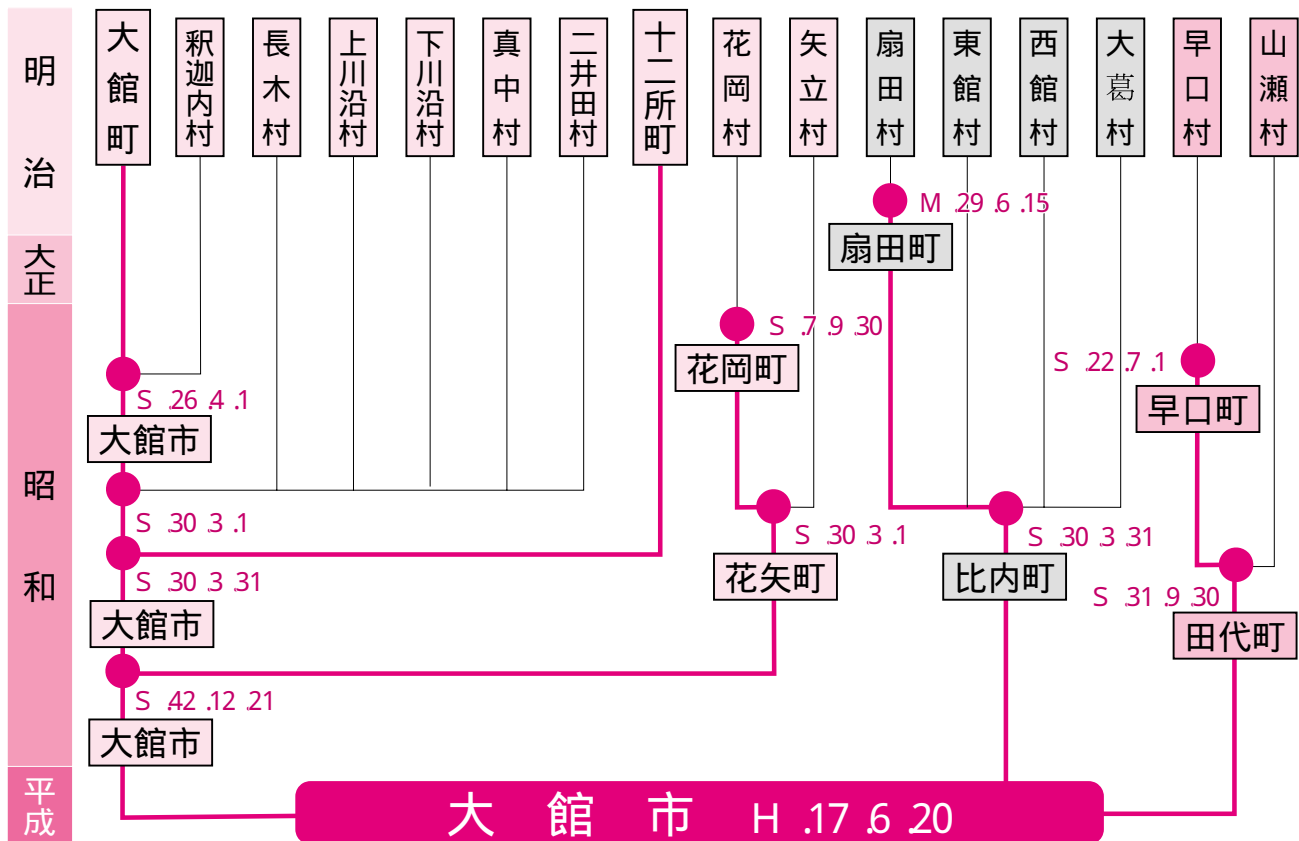 明治
大正
昭和
平成
大館町
釈迦内村
長木村
上川沿村
下川沿村
真中村
二井田村
十二所町
花岡村
矢立村
扇田村
東館村
西館村
大葛村
早口村
山瀬村
M.29.6.15
扇田町
S.7.9.30
花岡町
S.22.7.1
早口町
S.26.4.1
大館市
S.30.3.1
S.30.3.31
大館市
S.30.3.1
花矢町
S.30.3.31
比内町
S.31.9.30
田代町
S.42.12.21
大館市
大館市 H.17.6.20